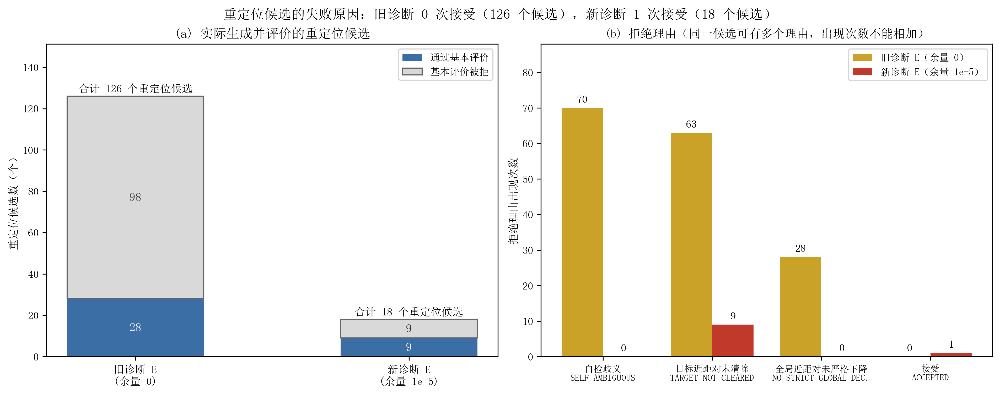 重定位候选的失败原因：旧诊断 0 次接受（126 个候选），新诊断 1 次接受（18 个候选）
(a) 实际生成并评价的重定位候选
重定位候选数（个）
140
120
100
80
60
40
20
0
通过基本评价
基本评价被拒
合计 126 个重定位候选
98
28
合计 18 个重定位候选
9
9
旧诊断 E
(余量 0)
新诊断 E
(余量 1e-5)
(b) 拒绝理由（同一候选可有多个理由，出现次数不能相加）
拒绝理由出现次数
80
70
60
50
40
30
20
10
0
旧诊断 E（余量 0）
新诊断 E（余量 1e-5）
70
0
63
9
28
0
0
1
自检歧义
SELF_AMBIGUOUS
目标近距对未清除
TARGET_NOT_CLEARED
全局近距对未严格下降
NO_STRICT_GLOBAL_DEC.
接受
ACCEPTED